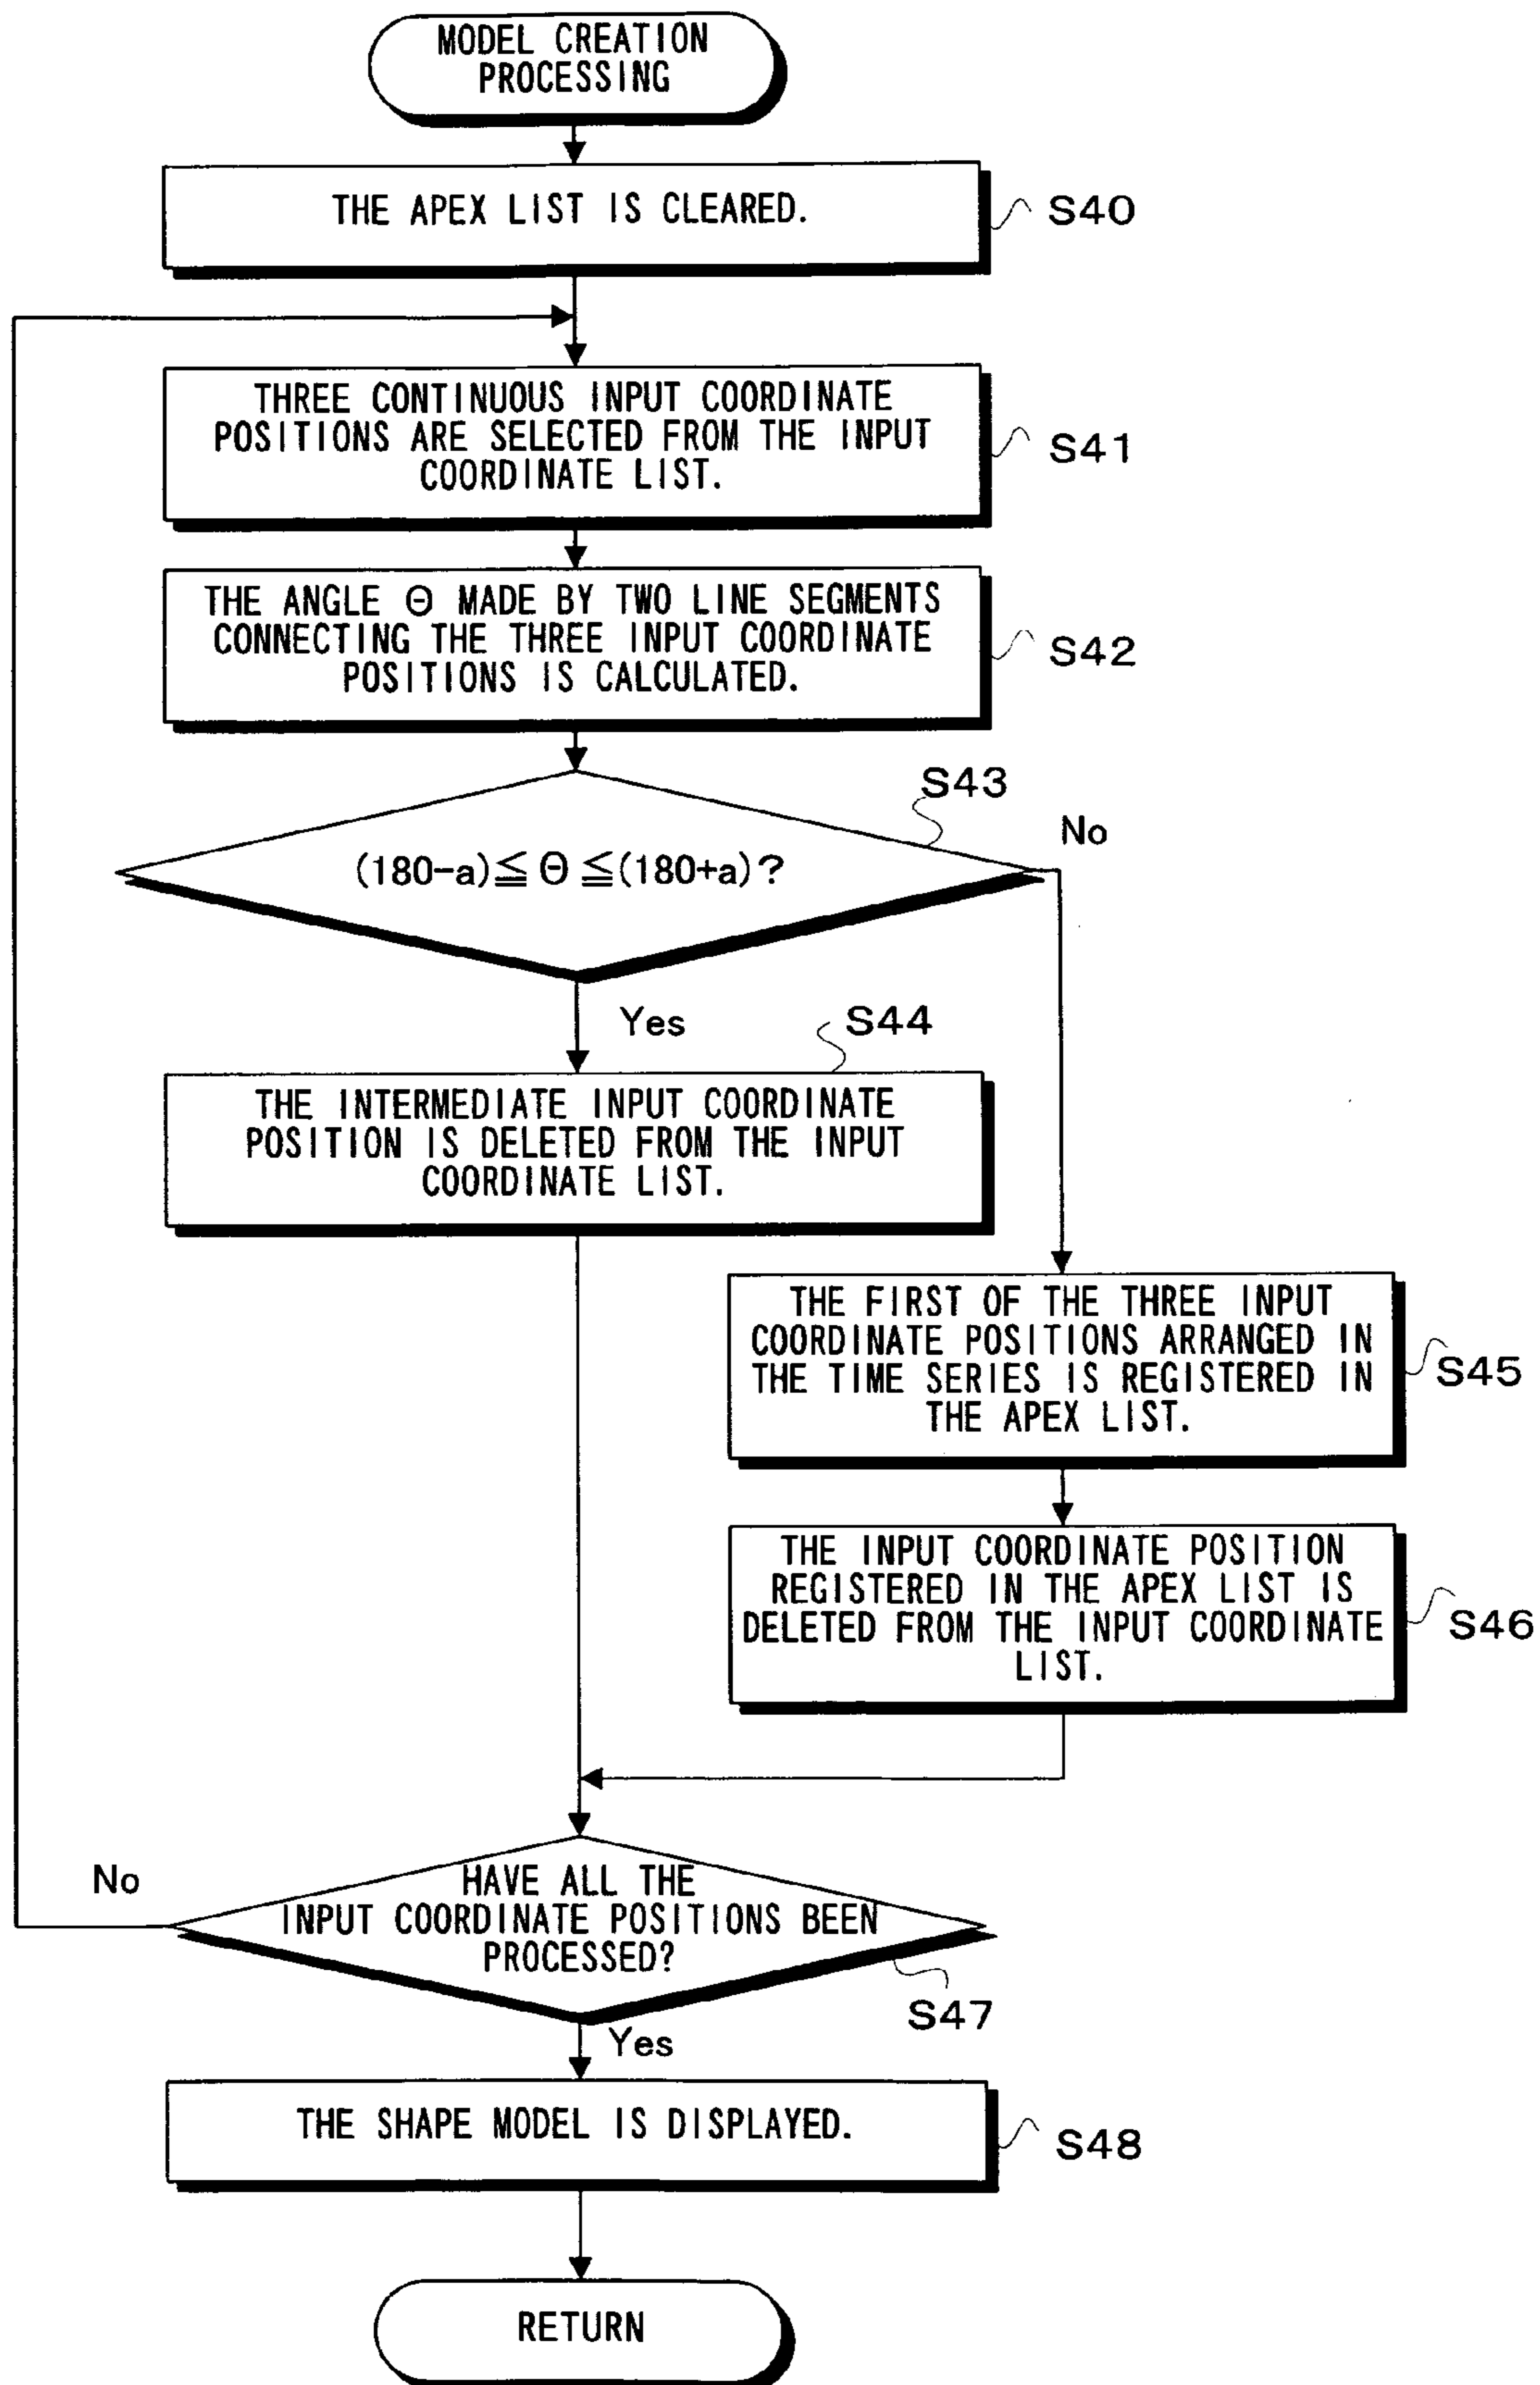 MODEL CREATION
PROCESSING
THE APEX LIST IS CLEARED.
S40
THREE CONTINUOUS INPUT COORDINATE
POSITIONS ARE SELECTED FROM THE INPUT
COORDINATE LIST.
S41
THE ANGLE Θ MADE BY TWO LINE SEGMENTS
CONNECTING THE THREE INPUT COORDINATE
POSITIONS IS CALCULATED.
S42
S43
No
(180-a)≦ Θ ≦(180+a)?
Yes
S44
THE INTERMEDIATE INPUT COORDINATE
POSITION IS DELETED FROM THE INPUT
COORDINATE LIST.
THE FIRST OF THE THREE INPUT
COORDINATE POSITIONS ARRANGED IN
THE TIME SERIES IS REGISTERED IN
THE APEX LIST.
S45
THE INPUT COORDINATE POSITION
REGISTERED IN THE APEX LIST IS
DELETED FROM THE INPUT COORDINATE
LIST.
S46
No
HAVE ALL THE
INPUT COORDINATE POSITIONS BEEN
PROCESSED?
S47
Yes
THE SHAPE MODEL IS DISPLAYED.
S48
RETURN